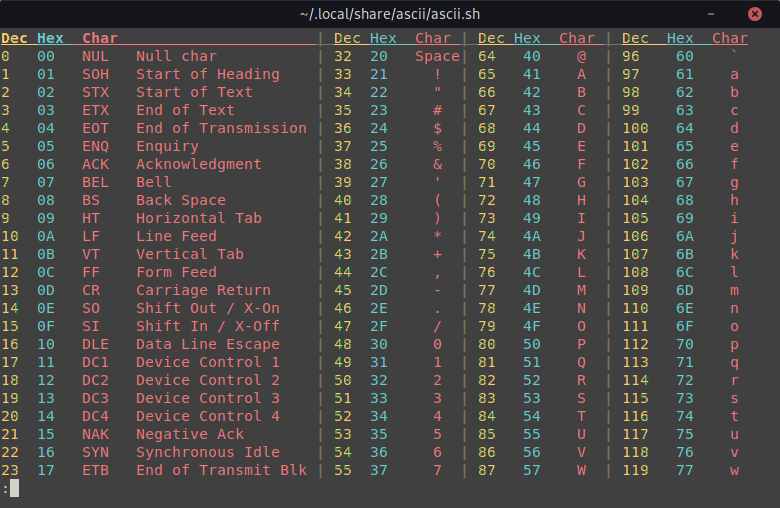 ~/.local/share/ascii/ascii.sh
Dec Hex Char | Dec Hex Char | Dec Hex Char | Dec Hex Char
0 00 NUL Null char | 32 20 Space| 64 40 @ | 96 60 `
1 01 SOH Start of Heading | 33 21 ! | 65 41 A | 97 61 a
2 02 STX Start of Text | 34 22 " | 66 42 B | 98 62 b
3 03 ETX End of Text | 35 23 # | 67 43 C | 99 63 c
4 04 EOT End of Transmission | 36 24 $ | 68 44 D | 100 64 d
5 05 ENQ Enquiry | 37 25 % | 69 45 E | 101 65 e
6 06 ACK Acknowledgment | 38 26 & | 70 46 F | 102 66 f
7 07 BEL Bell | 39 27 ' | 71 47 G | 103 67 g
8 08 BS Back Space | 40 28 ( | 72 48 H | 104 68 h
9 09 HT Horizontal Tab | 41 29 ) | 73 49 I | 105 69 i
10 0A LF Line Feed | 42 2A * | 74 4A J | 106 6A j
11 0B VT Vertical Tab | 43 2B + | 75 4B K | 107 6B k
12 0C FF Form Feed | 44 2C , | 76 4C L | 108 6C l
13 0D CR Carriage Return | 45 2D - | 77 4D M | 109 6D m
14 0E SO Shift Out / X-On | 46 2E . | 78 4E N | 110 6E n
15 0F SI Shift In / X-Off | 47 2F / | 79 4F O | 111 6F o
16 10 DLE Data Line Escape | 48 30 0 | 80 50 P | 112 70 p
17 11 DC1 Device Control 1 | 49 31 1 | 81 51 Q | 113 71 q
18 12 DC2 Device Control 2 | 50 32 2 | 82 52 R | 114 72 r
19 13 DC3 Device Control 3 | 51 33 3 | 83 53 S | 115 73 s
20 14 DC4 Device Control 4 | 52 34 4 | 84 54 T | 116 74 t
21 15 NAK Negative Ack | 53 35 5 | 85 55 U | 117 75 u
22 16 SYN Synchronous Idle | 54 36 6 | 86 56 V | 118 76 v
23 17 ETB End of Transmit Blk | 55 37 7 | 87 57 W | 119 77 w
: